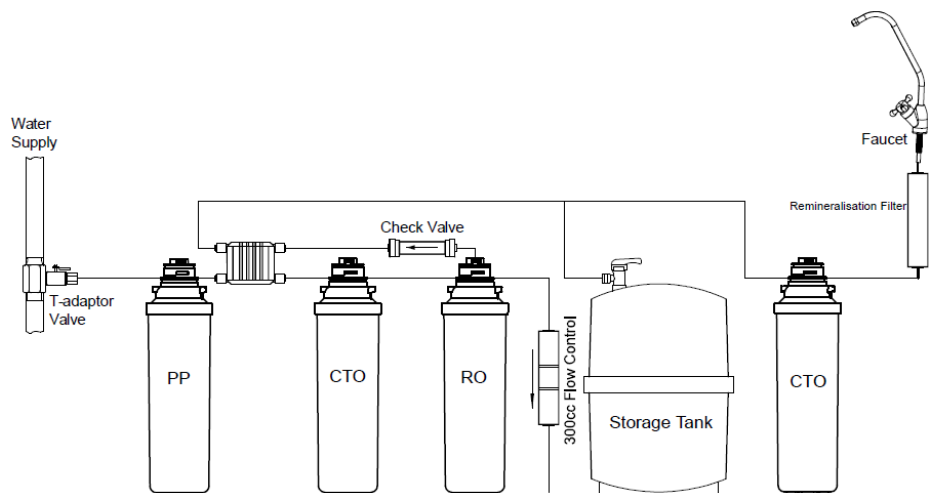 Water
Supply
Faucet
Remineralisation Filter
Check Valve
T-adaptor
Valve
PP
CTO
RO
300cc Flow Control
Storage Tank
CTO